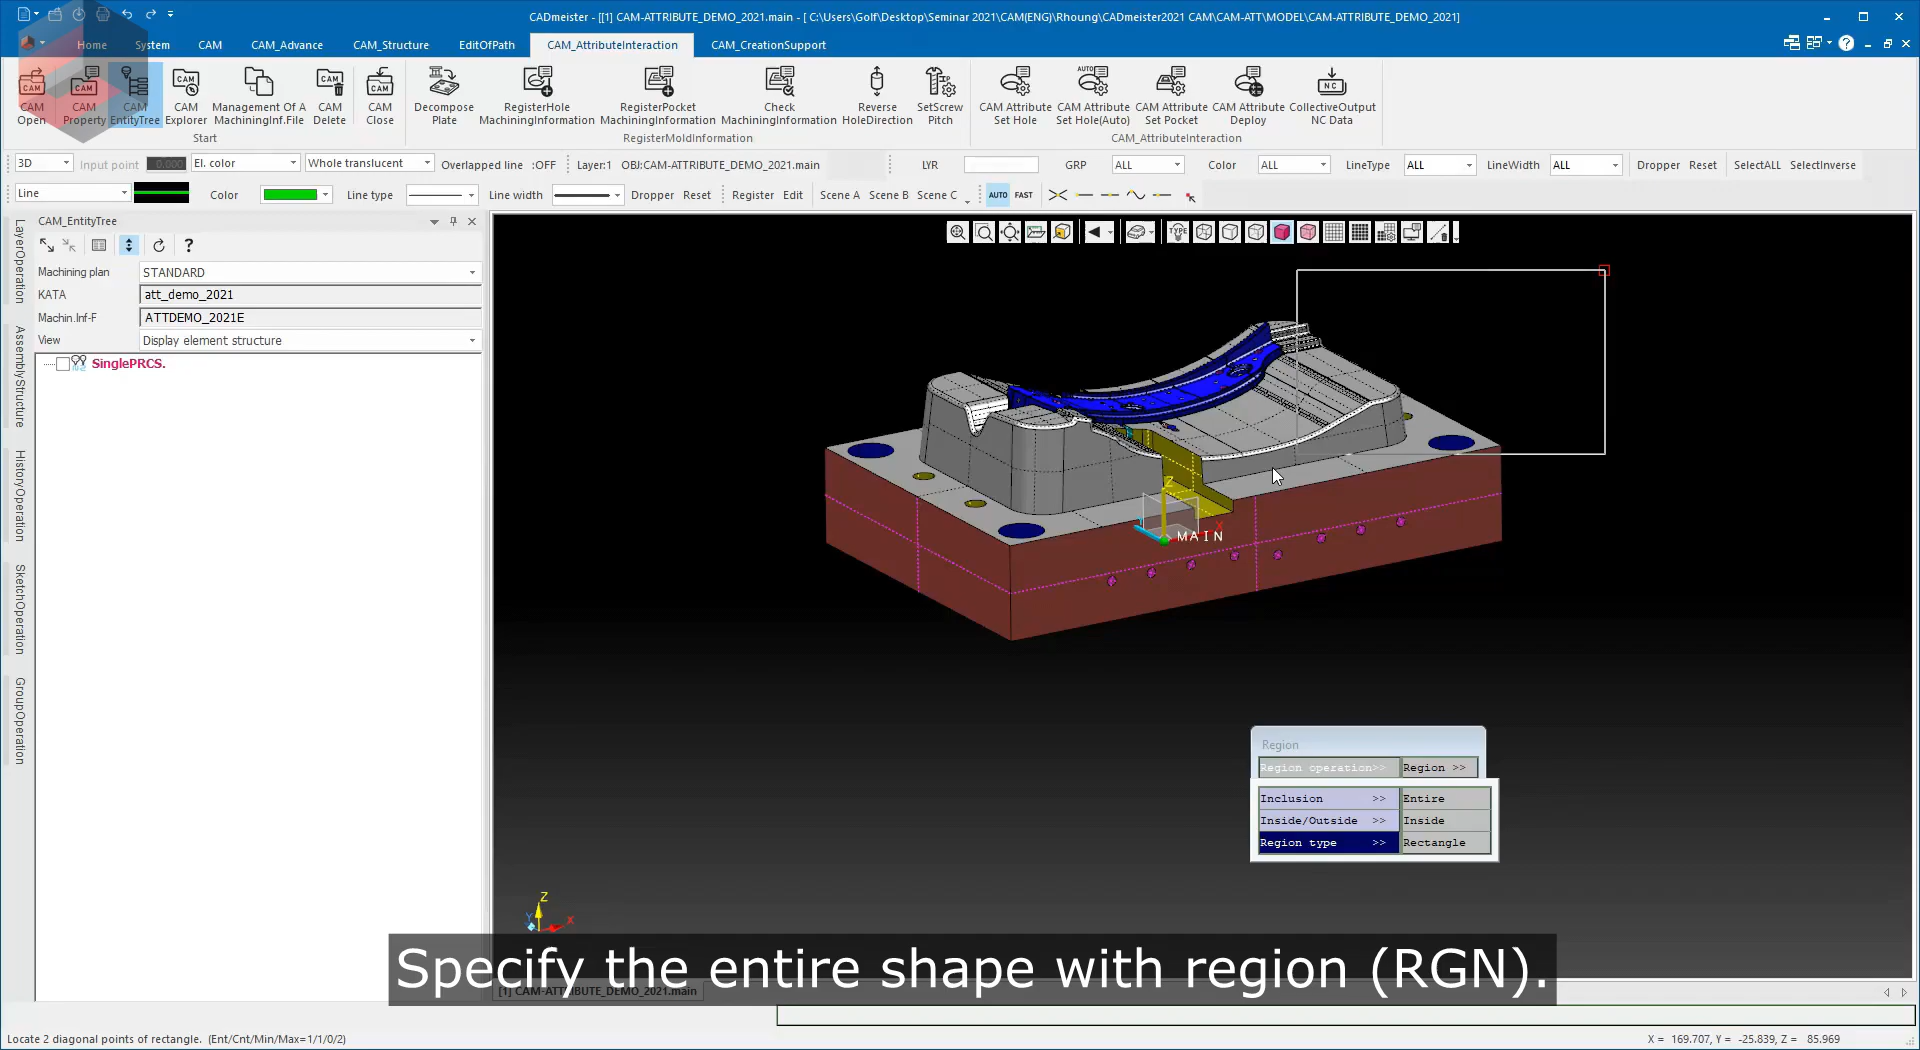 CADmeister - [[1] CAM-ATTRIBUTE_DEMO_2021.main - [ C:\Users\Golf\Desktop\Seminar 2021\CAM(ENG)\Rhoung\CADmeister2021 CAM\CAM-ATT\MODEL\CAM-ATTRIBUTE_DEMO_2021]
Home System CAM CAM_Advance CAM_Structure EditOfPath CAM_AttributeInteraction CAM_CreationSupport
CAM Open
CAM Property
CAM EntityTree
CAM Explorer
Management Of A MachiningInf.File
CAM Delete
CAM Close
Decompose Plate
RegisterHole MachiningInformation
RegisterPocket MachiningInformation
Check MachiningInformation
Reverse HoleDirection
SetScrew Pitch
CAM Attribute Set Hole
CAM Attribute Set Hole(Auto)
CAM Attribute Set Pocket
CAM Attribute Deploy
CollectiveOutput NC Data
Start RegisterMoldInformation CAM_AttributeInteraction
3D Input point 0.000 El. color Whole translucent Overlapped line :OFF Layer:1 OBJ:CAM-ATTRIBUTE_DEMO_2021.main LYR GRP ALL Color ALL LineType ALL LineWidth ALL Dropper Reset SelectALL SelectInverse
Line Color Line type Line width Dropper Reset Register Edit Scene A Scene B Scene C AUTO FAST
CAM_EntityTree
Machining plan STANDARD
KATA att_demo_2021
Machin.Inf-F ATTDEMO_2021E
View Display element structure
SinglePRCS.
LayerOperation
AssemblyStructure
HistoryOperation
SketchOperation
GroupOperation
TYPE
Z
X
MAIN
Region
Region operation>> Region >>
Inclusion >> Entire
Inside/Outside >> Inside
Region type >> Rectangle
Z
Y
X
Specify the entire shape with region (RGN).
[1] CAM-ATTRIBUTE_DEMO_2021.main
Locate 2 diagonal points of rectangle. (Ent/Cnt/Min/Max=1/1/0/2)
X = 169.707, Y = -25.839, Z = 85.969